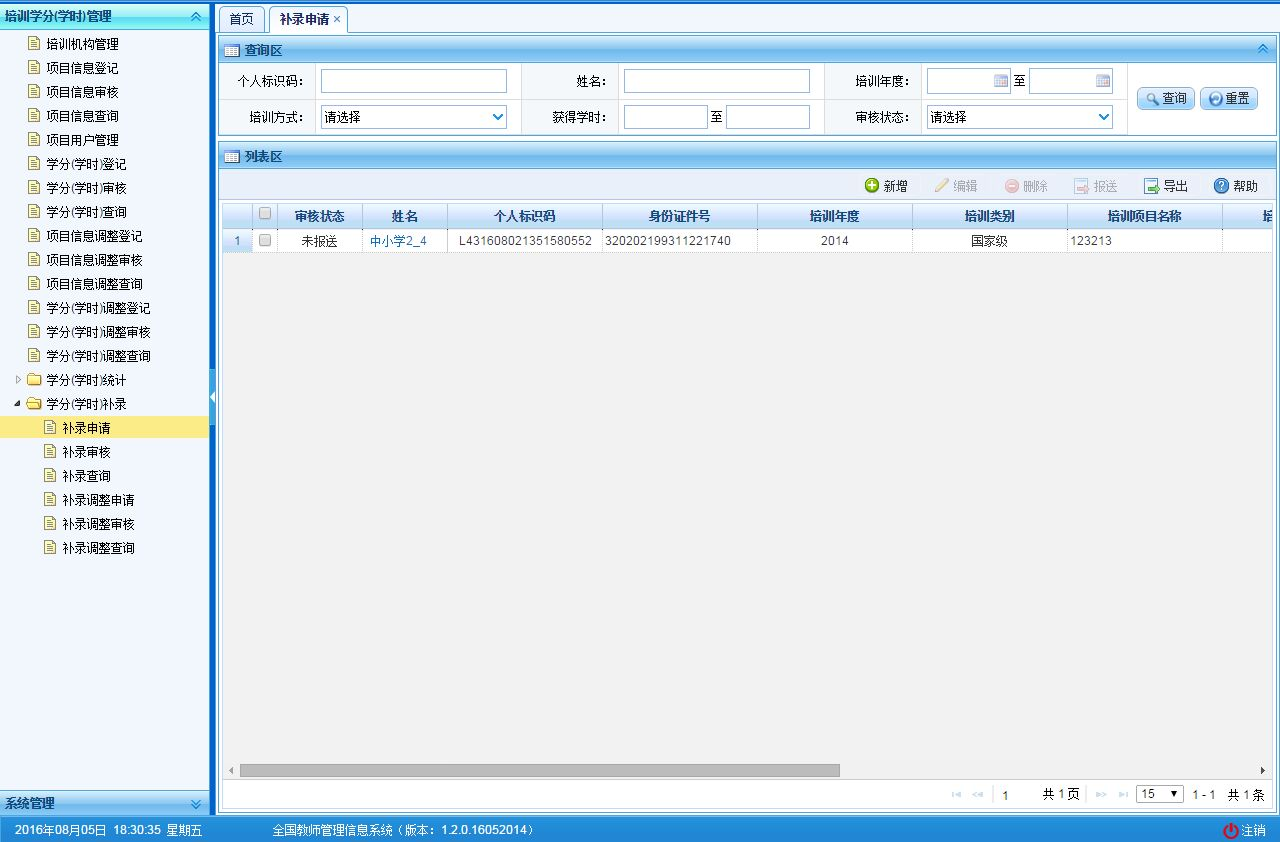 培训学分(学时)管理
培训机构管理
项目信息登记
项目信息审核
项目信息查询
项目用户管理
学分(学时)登记
学分(学时)审核
学分(学时)查询
项目信息调整登记
项目信息调整审核
项目信息调整查询
学分(学时)调整登记
学分(学时)调整审核
学分(学时)调整查询
学分(学时)统计
学分(学时)补录
补录申请
补录审核
补录查询
补录调整申请
补录调整审核
补录调整查询
系统管理
首页 补录申请 ×
查询区
个人标识码： 姓名： 培训年度： 至 查询 重置
培训方式： 请选择 获得学时： 至 审核状态： 请选择
列表区
新增 编辑 删除 报送 导出 帮助
审核状态 姓名 个人标识码 身份证件号 培训年度 培训类别 培训项目名称
1 未报送 中小学2_4 L431608021351580552 320202199311221740 2014 国家级 123213
1 共 1 页 15 1 - 1 共 1 条
2016年08月05日 18:30:35 星期五 全国教师管理信息系统（版本：1.2.0.16052014） 注销